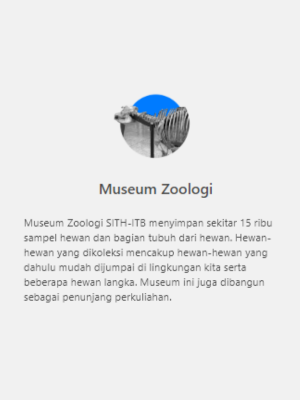 Museum Zoologi
Museum Zoologi SITH-ITB menyimpan sekitar 15 ribu
sampel hewan dan bagian tubuh dari hewan. Hewan-
hewan yang dikoleksi mencakup hewan-hewan yang
dahulu mudah dijumpai di lingkungan kita serta
beberapa hewan langka. Museum ini juga dibangun
sebagai penunjang perkuliahan.